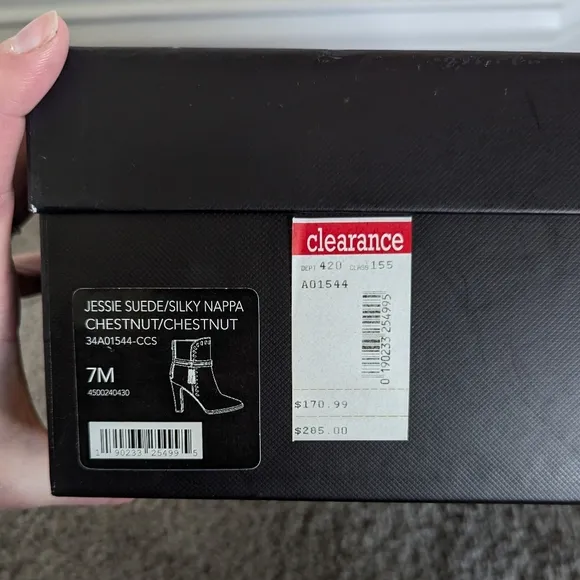 clearance
DEPT 420 CLASS 155
A01544
0 190233 254995
$170.99
$285.00
JESSIE SUEDE/SILKY NAPPA
CHESTNUT/CHESTNUT
34A01544-CCS
7M
4500240430
1 90233 25499 5